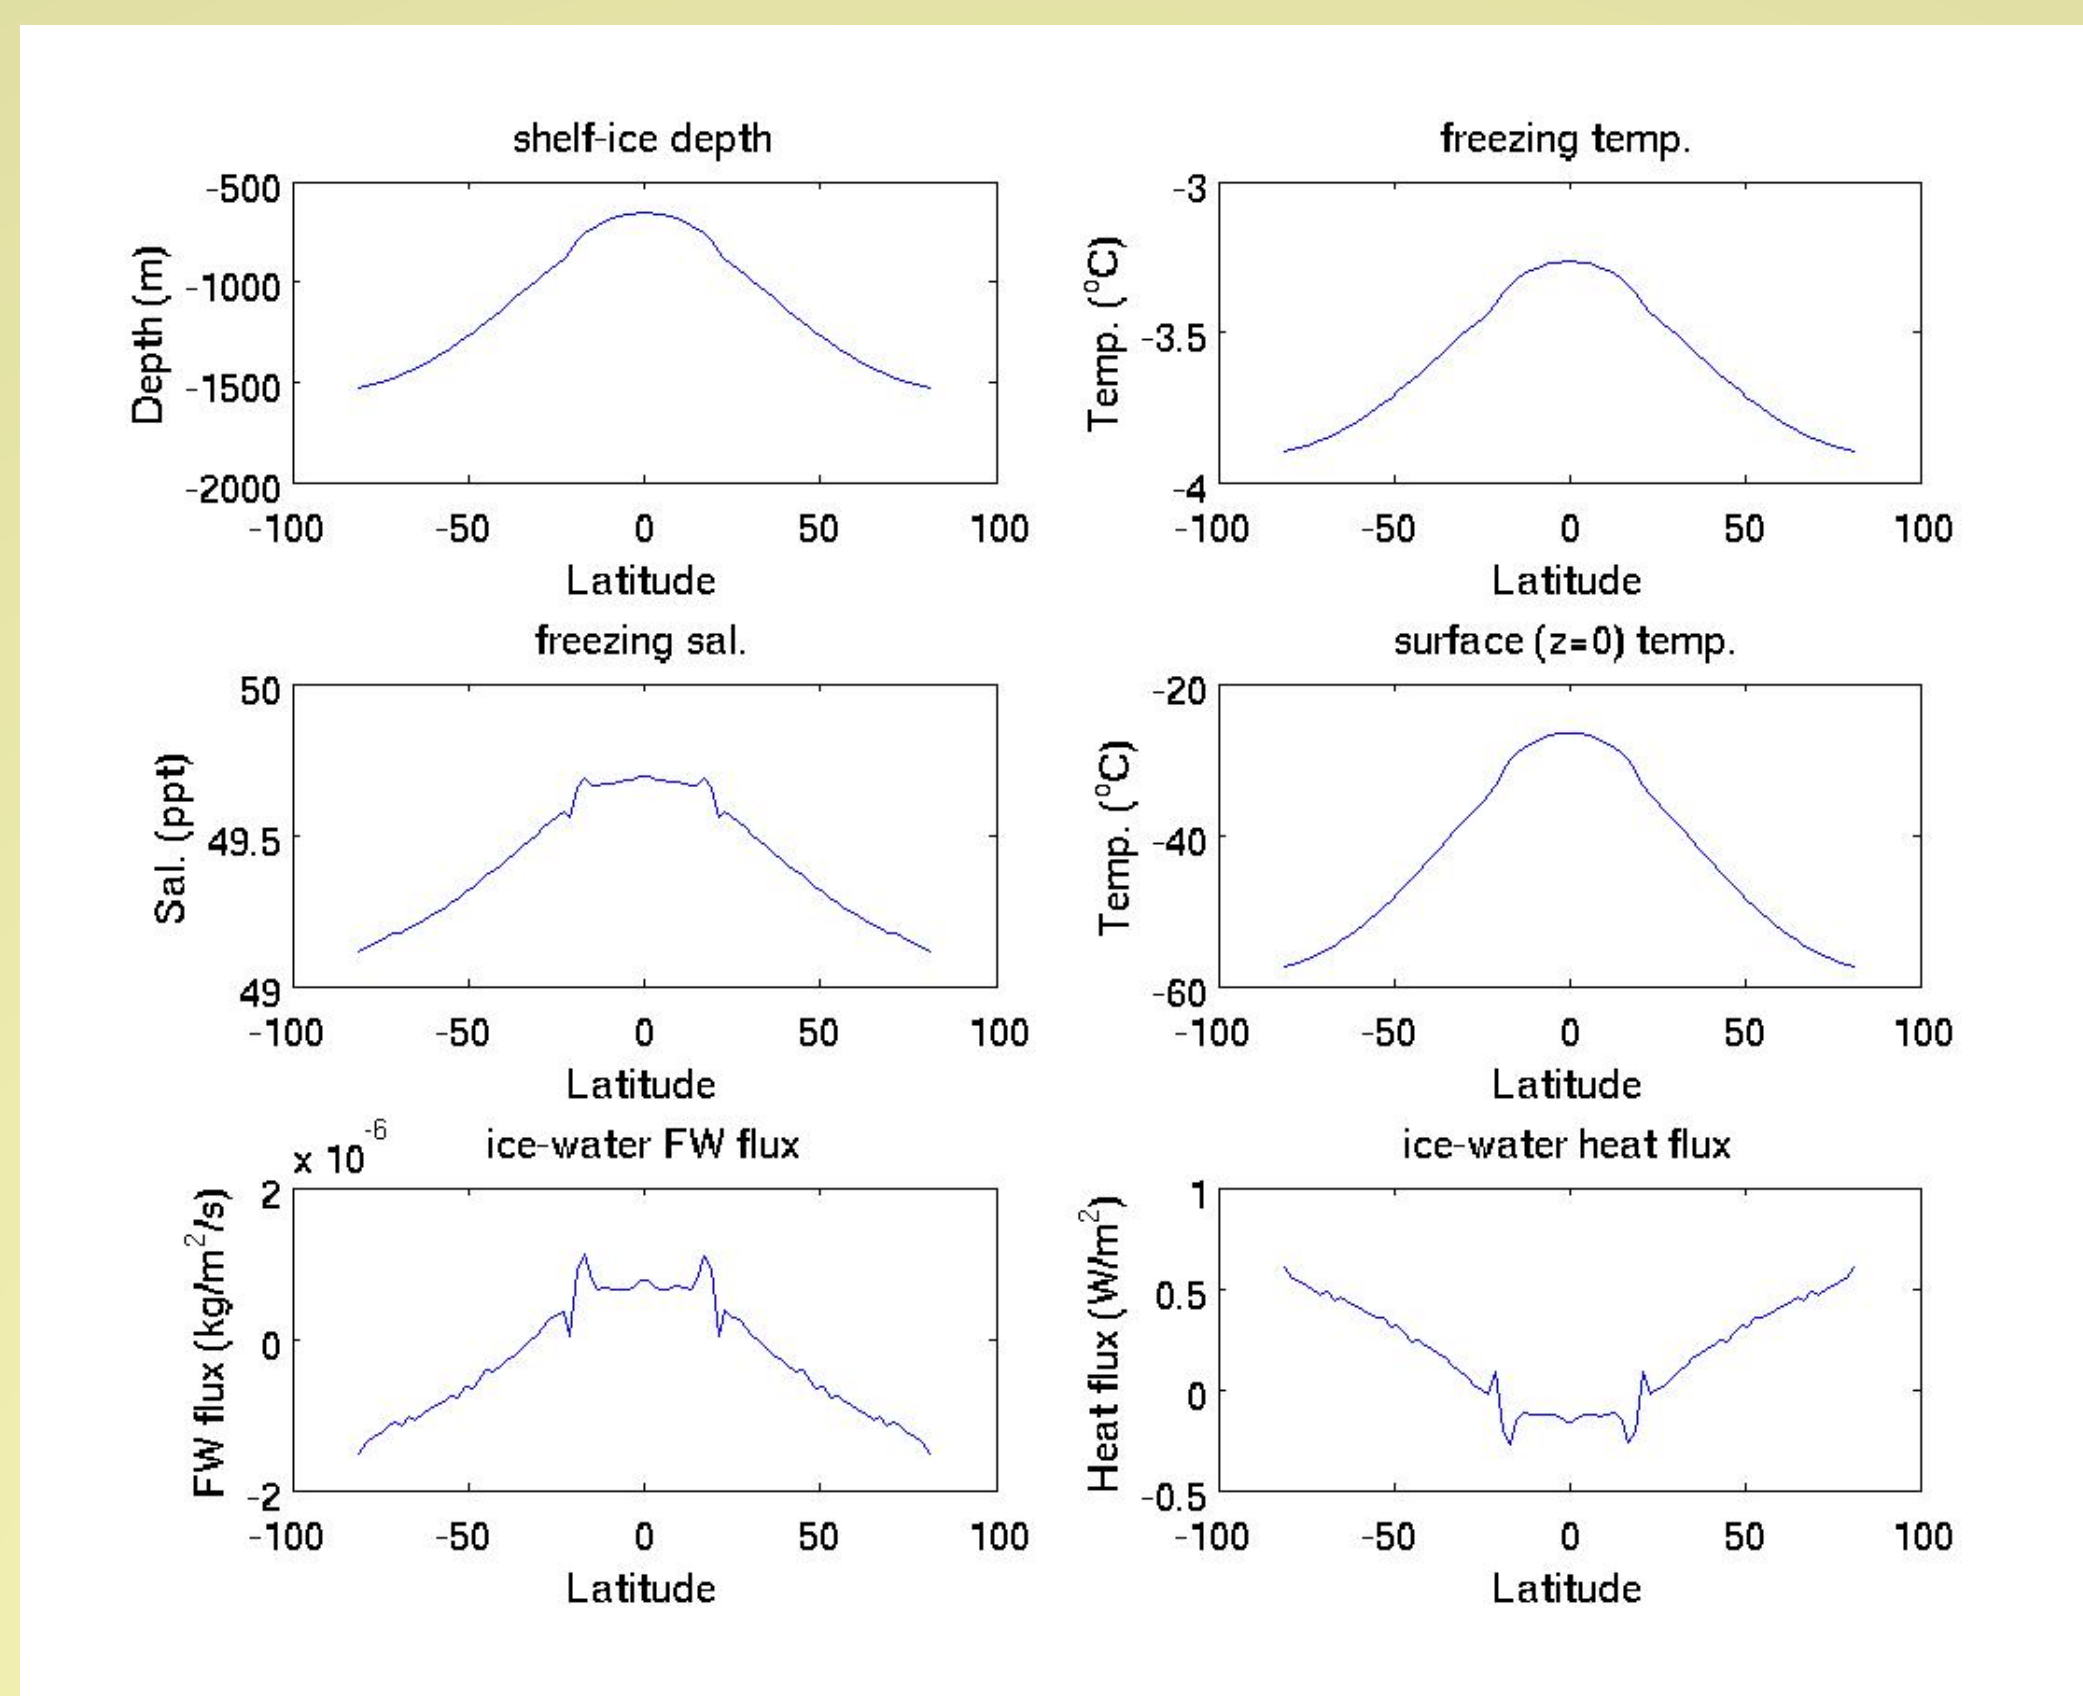 shelf-ice depth
Depth (m)
-500
-1000
-1500
-2000
-100 -50 0 50 100
Latitude
freezing temp.
Temp. (°C)
-3
-3.5
-4
-100 -50 0 50 100
Latitude
freezing sal.
Sal. (ppt)
50
49.5
49
-100 -50 0 50 100
Latitude
surface (z=0) temp.
Temp. (°C)
-20
-40
-60
-100 -50 0 50 100
Latitude
x 10^-6
ice-water FW flux
FW flux (kg/m²/s)
2
0
-2
-100 -50 0 50 100
Latitude
ice-water heat flux
Heat flux (W/m²)
1
0.5
0
-0.5
-100 -50 0 50 100
Latitude